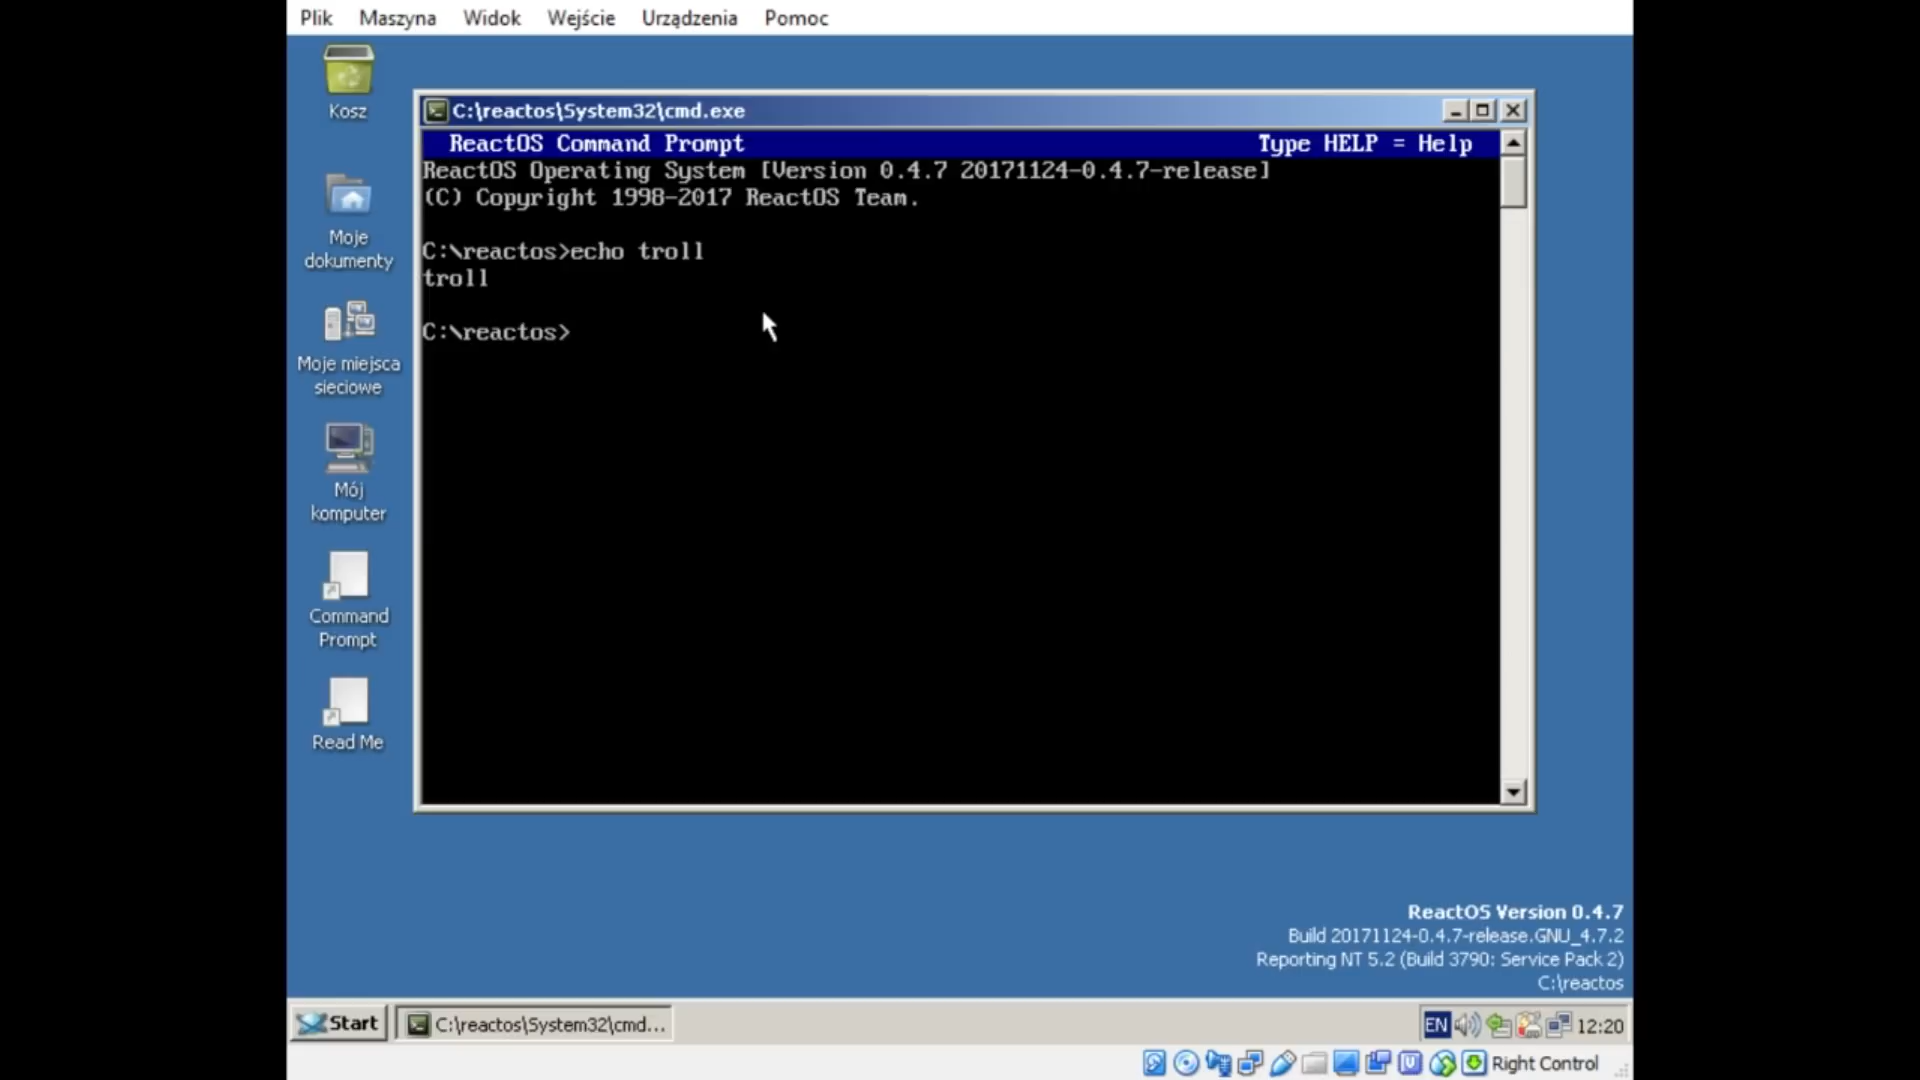 Plik Maszyna Widok Wejście Urządzenia Pomoc
Kosz
Moje
dokumenty
Moje miejsca
sieciowe
Mój
komputer
Command
Prompt
Read Me
C:\reactos\System32\cmd.exe
ReactOS Command Prompt Type HELP = Help
ReactOS Operating System [Version 0.4.7 20171124-0.4.7-release]
(C) Copyright 1998-2017 ReactOS Team.
C:\reactos>echo troll
troll
C:\reactos>
ReactOS Version 0.4.7
Build 20171124-0.4.7-release.GNU_4.7.2
Reporting NT 5.2 (Build 3790: Service Pack 2)
C:\reactos
Start C:\reactos\System32\cmd... EN 12:20
Right Control